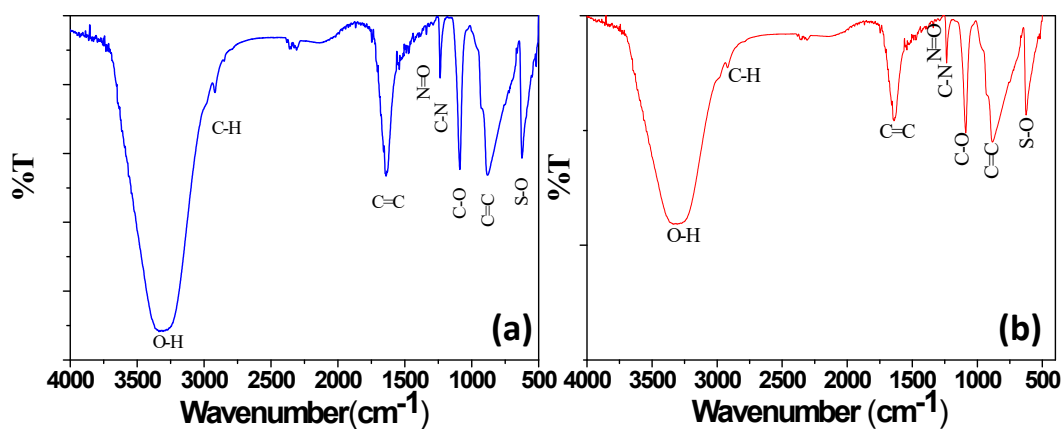 %T
O-H
C-H
C=C
N=O
C-N
C-O
C=C
S-O
(a)
4000 3500 3000 2500 2000 1500 1000 500
Wavenumber(cm-1)
%T
O-H
C-H
C=C
N=O
C-N
C-O
C=C
S-O
(b)
4000 3500 3000 2500 2000 1500 1000 500
Wavenumber(cm-1)